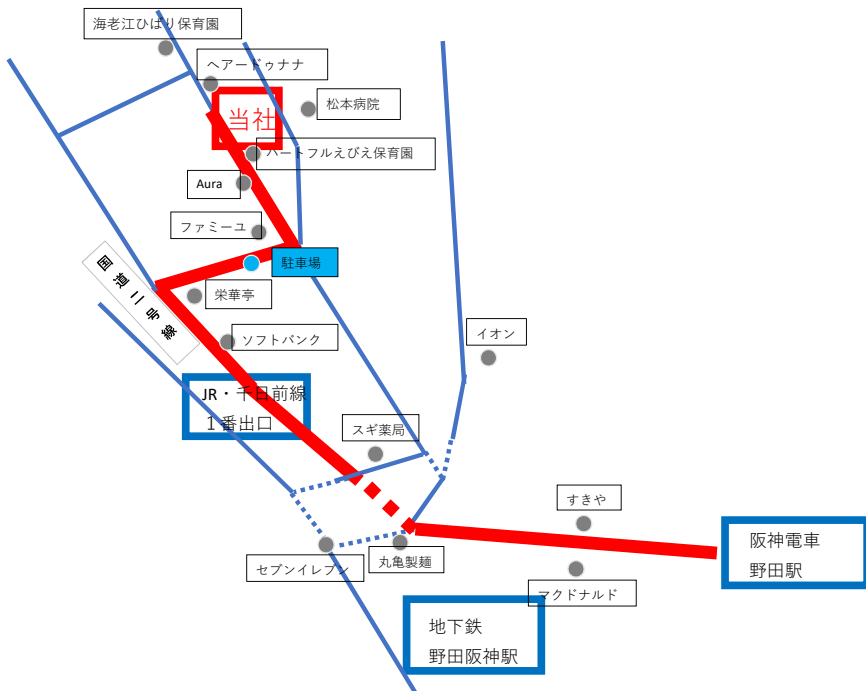 海老江ひばり保育園
ヘアードゥナナ
当社
松本病院
ハートフルえびえ保育園
Aura
ファミーユ
駐車場
国道二号線
栄華亭
ソフトバンク
イオン
JR・千日前線
１番出口
スギ薬局
すきや
阪神電車
野田駅
丸亀製麺
セブンイレブン
マクドナルド
地下鉄
野田阪神駅